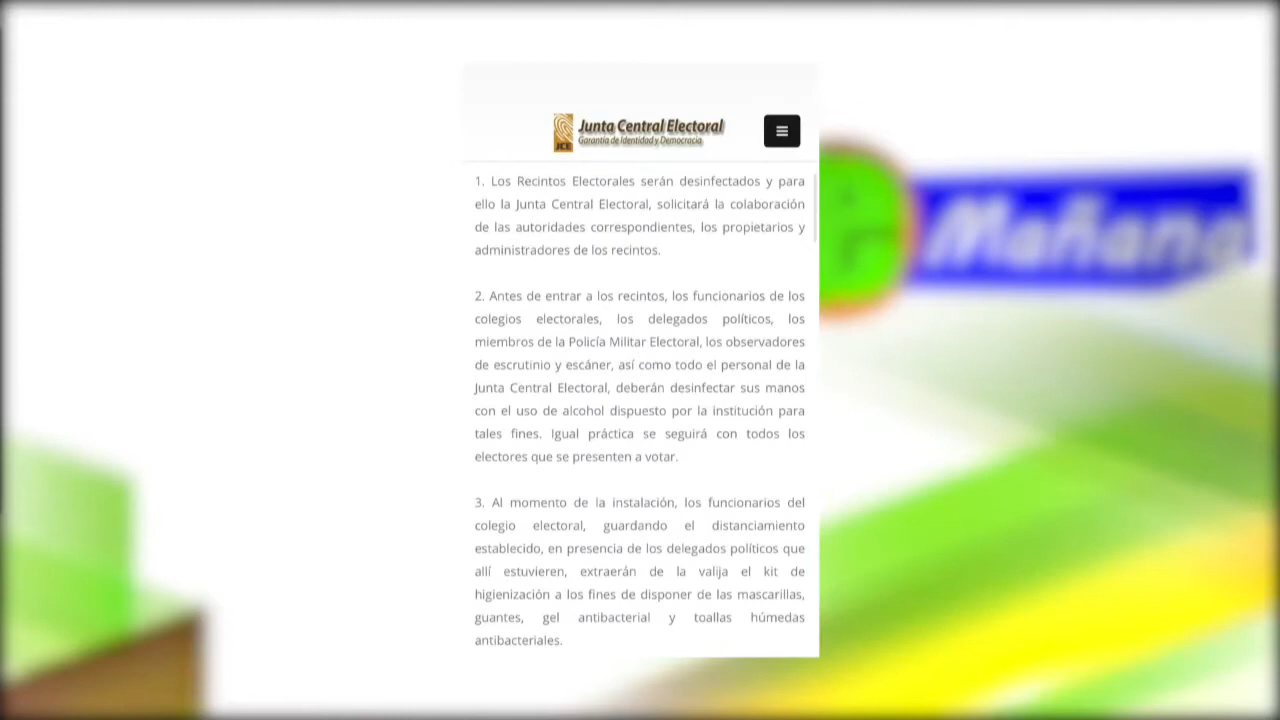 Junta Central Electoral
Garantía de Identidad y Democracia
JCE
1. Los Recintos Electorales serán desinfectados y para
ello la Junta Central Electoral, solicitará la colaboración
de las autoridades correspondientes, los propietarios y
administradores de los recintos.
2. Antes de entrar a los recintos, los funcionarios de los
colegios electorales, los delegados políticos, los
miembros de la Policía Militar Electoral, los observadores
de escrutinio y escáner, así como todo el personal de la
Junta Central Electoral, deberán desinfectar sus manos
con el uso de alcohol dispuesto por la institución para
tales fines. Igual práctica se seguirá con todos los
electores que se presenten a votar.
3. Al momento de la instalación, los funcionarios del
colegio electoral, guardando el distanciamiento
establecido, en presencia de los delegados políticos que
allí estuvieren, extraerán de la valija el kit de
higienización a los fines de disponer de las mascarillas,
guantes, gel antibacterial y toallas húmedas
antibacteriales.